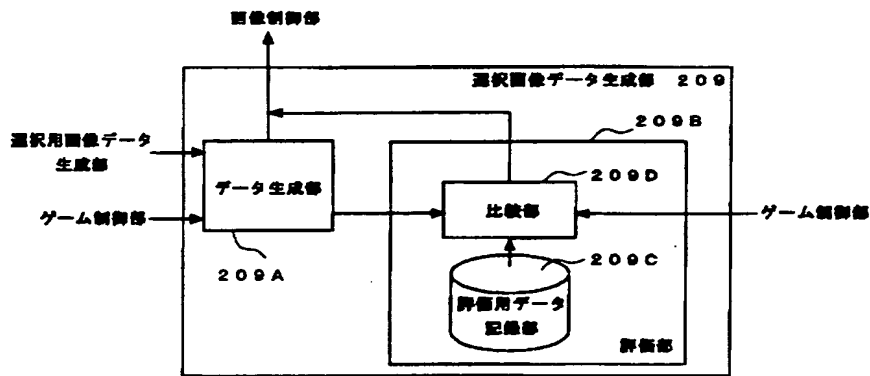 画像制御部
選択画像データ生成部 209
選択用画像データ
生成部
ゲーム制御部
データ生成部
209A
209B
209D
比較部
ゲーム制御部
209C
評価用データ
記録部
評価部